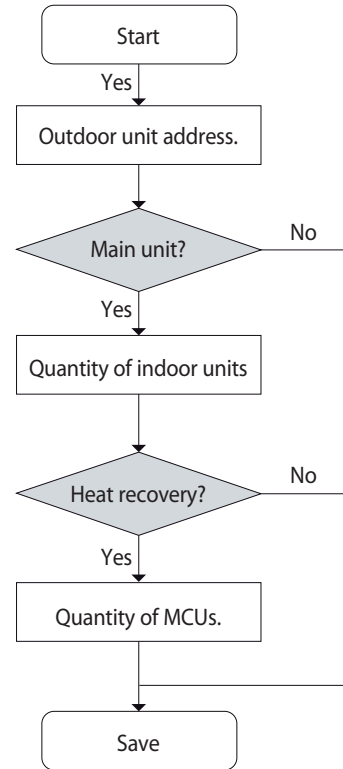 Start
Yes
Outdoor unit address.
Main unit?
No
Yes
Quantity of indoor units
Heat recovery?
No
Yes
Quantity of MCUs.
Save